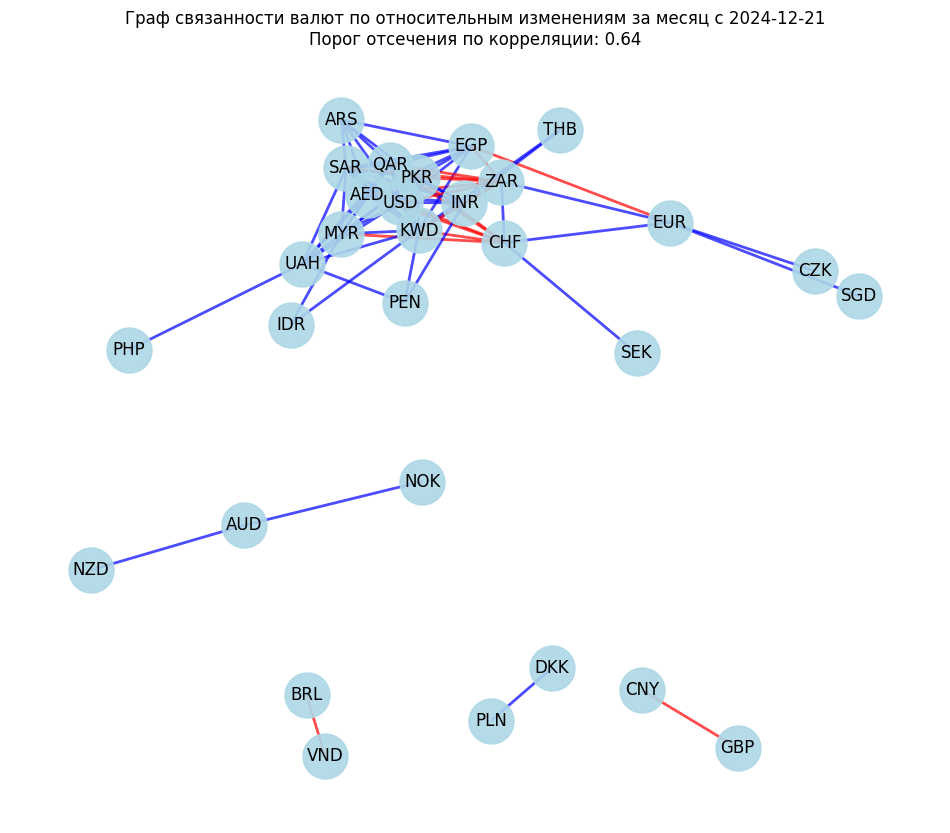 Граф связанности валют по относительным изменениям за месяц с 2024-12-21
Порог отсечения по корреляции: 0.64
ARS
THB
EGP
QAR
SAR
PKR
ZAR
AED
USD
INR
EUR
KWD
MYR
CHF
UAH
CZK
SGD
PEN
IDR
PHP
SEK
NOK
AUD
NZD
DKK
CNY
BRL
PLN
GBP
VND